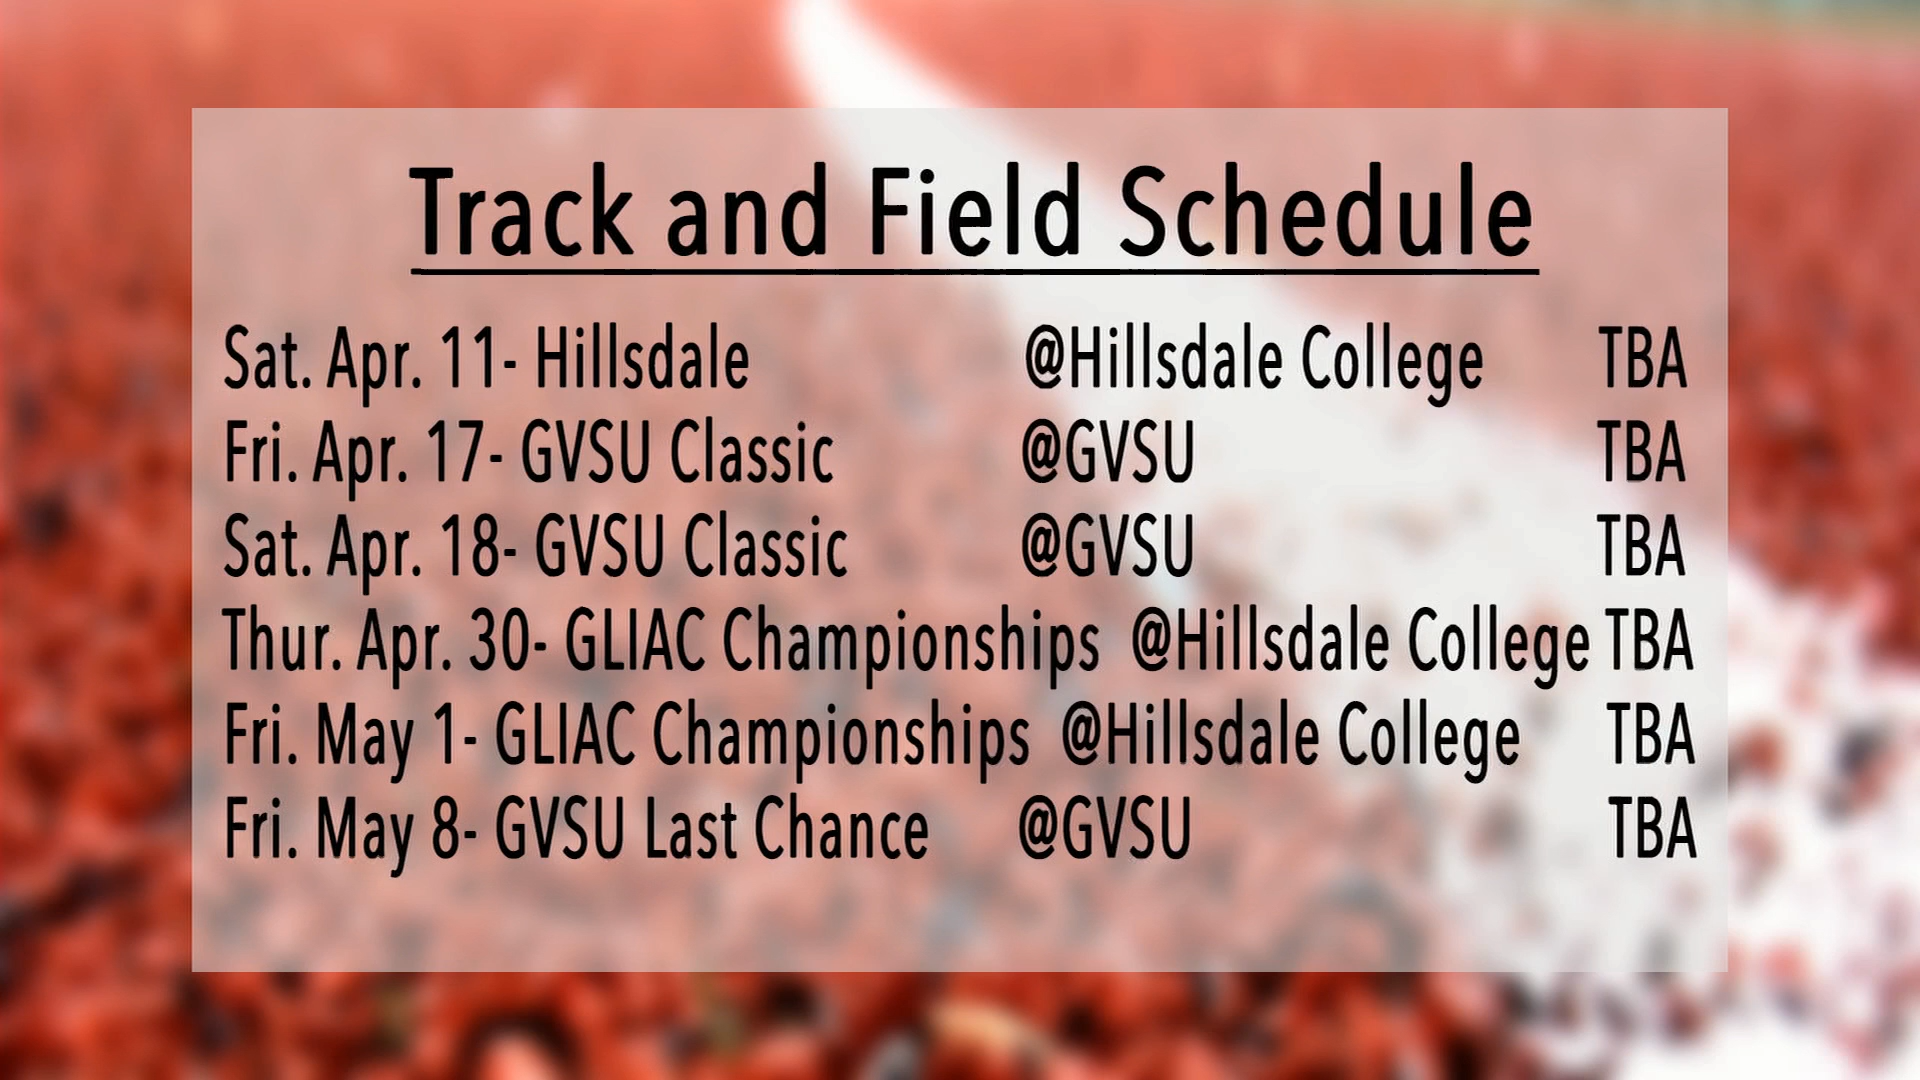 Track and Field Schedule
Sat. Apr. 11- Hillsdale @Hillsdale College TBA
Fri. Apr. 17- GVSU Classic @GVSU TBA
Sat. Apr. 18- GVSU Classic @GVSU TBA
Thur. Apr. 30- GLIAC Championships @Hillsdale College TBA
Fri. May 1- GLIAC Championships @Hillsdale College TBA
Fri. May 8- GVSU Last Chance @GVSU TBA